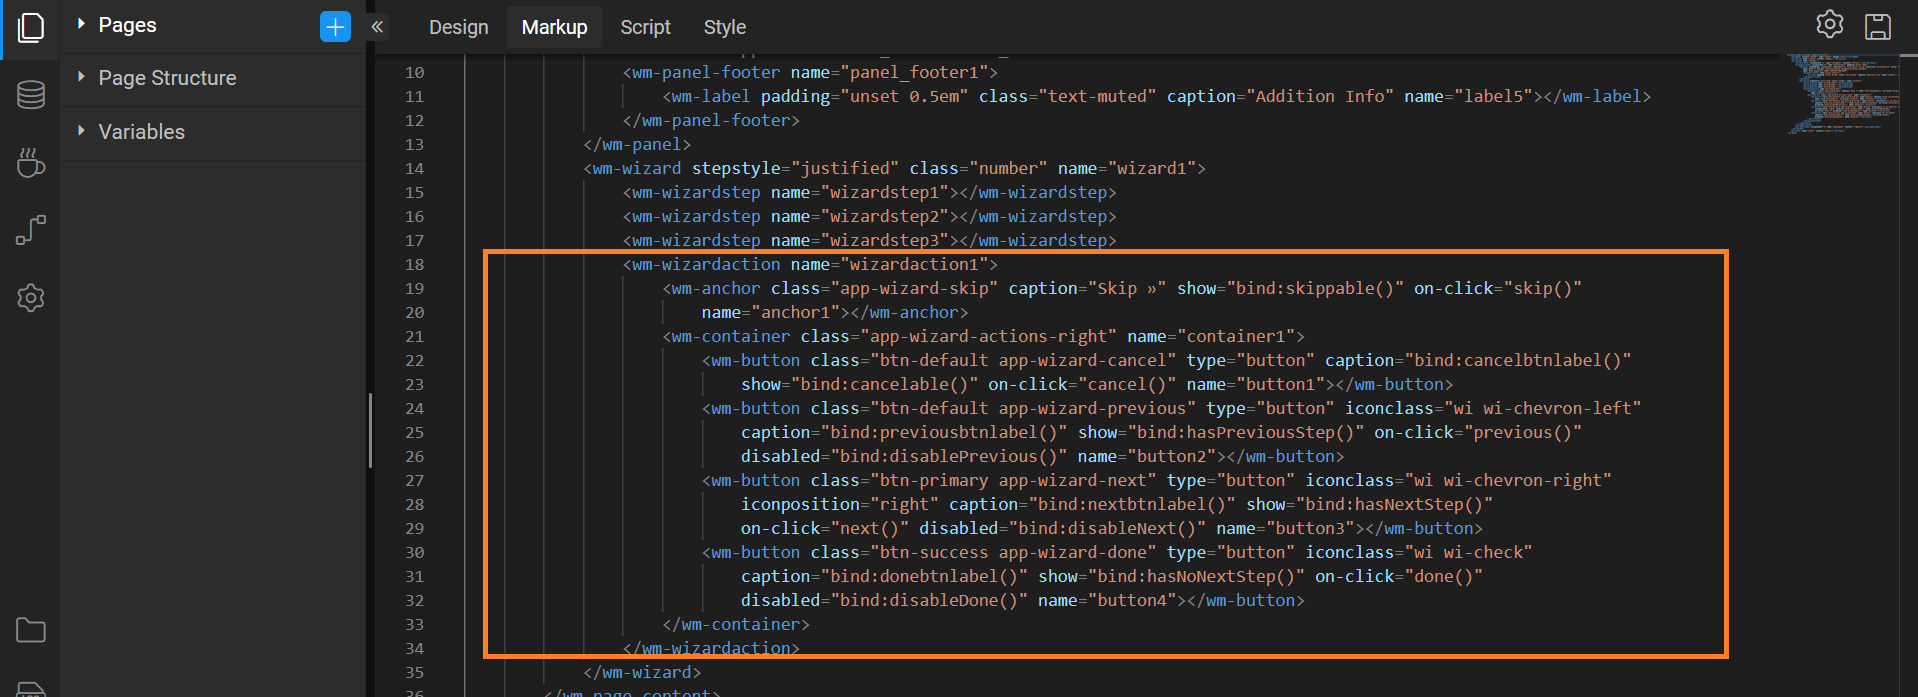 Pages
Page Structure
Variables
Design Markup Script Style
10 <wm-panel-footer name="panel_footer1">
11 <wm-label padding="unset 0.5em" class="text-muted" caption="Addition Info" name="label5"></wm-label>
12 </wm-panel-footer>
13 </wm-panel>
14 <wm-wizard stepstyle="justified" class="number" name="wizard1">
15 <wm-wizardstep name="wizardstep1"></wm-wizardstep>
16 <wm-wizardstep name="wizardstep2"></wm-wizardstep>
17 <wm-wizardstep name="wizardstep3"></wm-wizardstep>
18 <wm-wizardaction name="wizardaction1">
19 <wm-anchor class="app-wizard-skip" caption="Skip »" show="bind:skippable()" on-click="skip()"
20 name="anchor1"></wm-anchor>
21 <wm-container class="app-wizard-actions-right" name="container1">
22 <wm-button class="btn-default app-wizard-cancel" type="button" caption="bind:cancelbtnlabel()"
23 show="bind:cancelable()" on-click="cancel()" name="button1"></wm-button>
24 <wm-button class="btn-default app-wizard-previous" type="button" iconclass="wi wi-chevron-left"
25 caption="bind:previousbtnlabel()" show="bind:hasPreviousStep()" on-click="previous()"
26 disabled="bind:disablePrevious()" name="button2"></wm-button>
27 <wm-button class="btn-primary app-wizard-next" type="button" iconclass="wi wi-chevron-right"
28 iconposition="right" caption="bind:nextbtnlabel()" show="bind:hasNextStep()"
29 on-click="next()" disabled="bind:disableNext()" name="button3"></wm-button>
30 <wm-button class="btn-success app-wizard-done" type="button" iconclass="wi wi-check"
31 caption="bind:donebtnlabel()" show="bind:hasNoNextStep()" on-click="done()"
32 disabled="bind:disableDone()" name="button4"></wm-button>
33 </wm-container>
34 </wm-wizardaction>
35 </wm-wizard>
36 </wm-page-content>